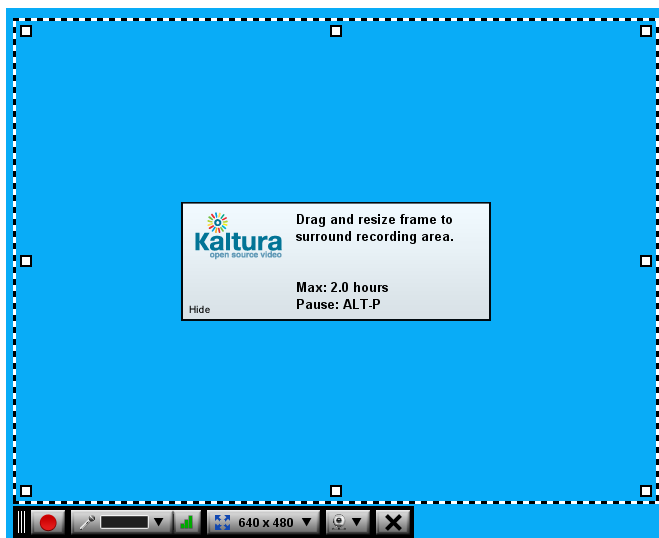 Kaltura
open source video
Drag and resize frame to
surround recording area.
Max: 2.0 hours
Pause: ALT-P
Hide
640 x 480